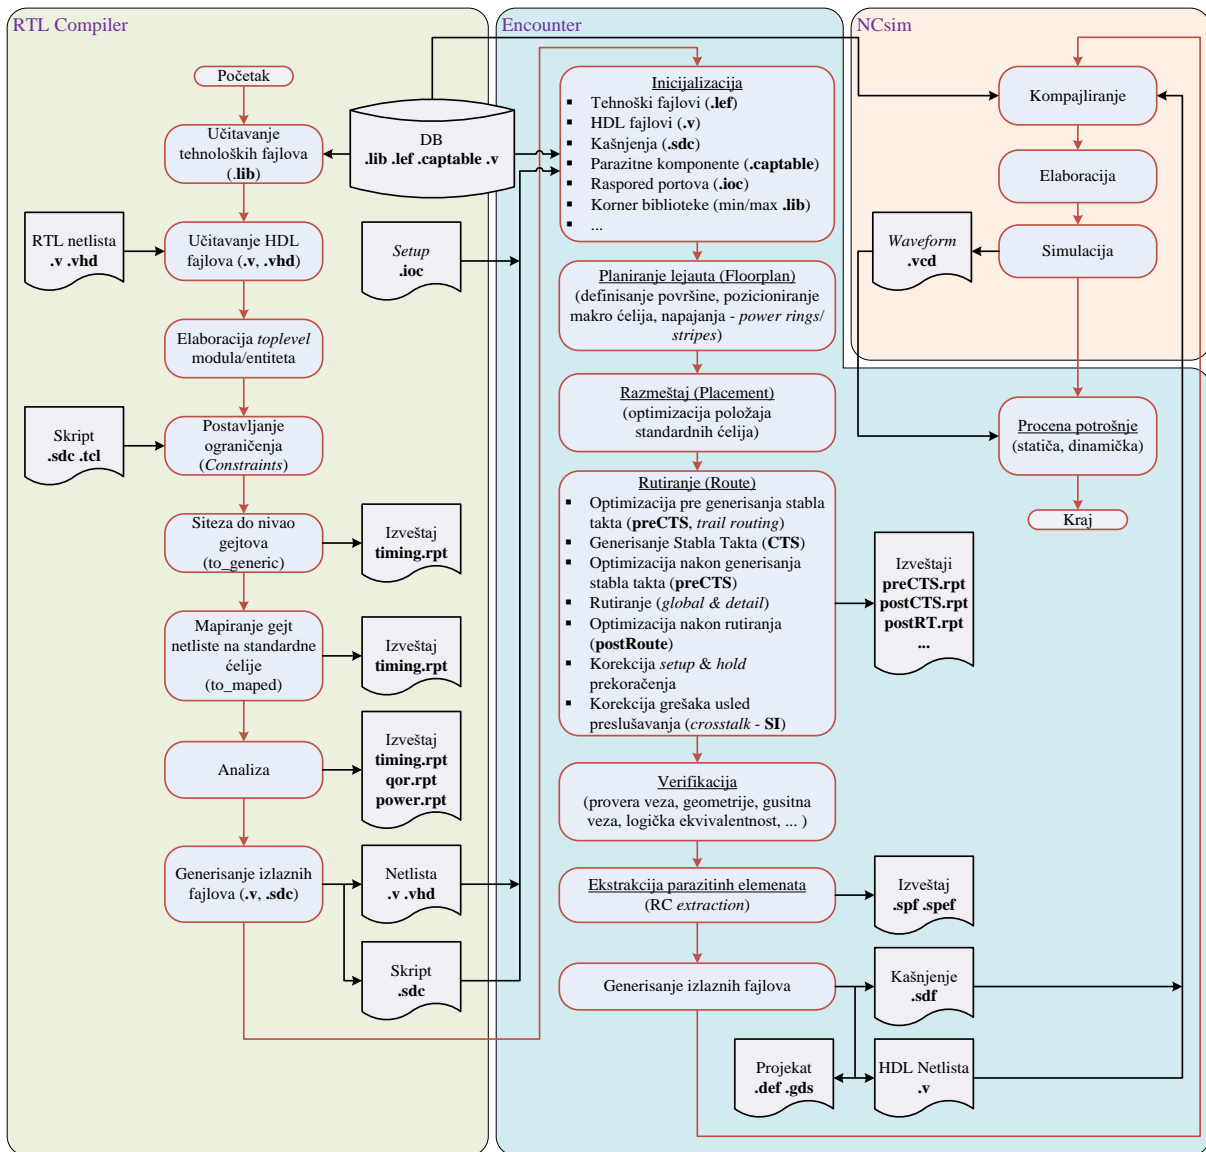 RTL Compiler
Početak
Učitavanje
tehnoloških fajlova
(.lib)
DB
.lib .lef .captable .v
RTL netlista
.v .vhd
Učitavanje HDL
fajlova (.v, .vhd)
Setup
.ioc
Elaboracija toplevel
modula/entiteta
Skript
.sdc .tcl
Postavljanje
ograničenja
(Constraints)
Siteza do nivao
gejtova
(to_generic)
Izveštaj
timing.rpt
Mapiranje gejt
netliste na standardne
ćelije
(to_maped)
Izveštaj
timing.rpt
Analiza
Izveštaj
timing.rpt
qor.rpt
power.rpt
Generisanje izlaznih
fajlova (.v, .sdc)
Netlista
.v .vhd
Skript
.sdc
Encounter
Inicijalizacija
▪ Tehnoški fajlovi (.lef)
▪ HDL fajlovi (.v)
▪ Kašnjenja (.sdc)
▪ Parazitne komponente (.captable)
▪ Raspored portova (.ioc)
▪ Korner biblioteke (min/max .lib)
▪ ...
Planiranje lejauta (Floorplan)
(definisanje površine, pozicioniranje
makro ćelija, napajanja - power rings/
stripes)
Razmeštaj (Placement)
(optimizacija položaja
standardnih ćelija)
Rutiranje (Route)
▪ Optimizacija pre generisanja stabla
takta (preCTS, trail routing)
▪ Generisanje Stabla Takta (CTS)
▪ Optimizacija nakon generisanja
stabla takta (preCTS)
▪ Rutiranje (global & detail)
▪ Optimizacija nakon rutiranja
(postRoute)
▪ Korekcija setup & hold
prekoračenja
▪ Korekcija grešaka usled
preslušavanja (crosstalk - SI)
Izveštaji
preCTS.rpt
postCTS.rpt
postRT.rpt
...
Verifikacija
(provera veza, geometrije, gusitna
veza, logička ekvivalentnost, ... )
Ekstrakcija parazitinih elemenata
(RC extraction)
Izveštaj
.spf .spef
Generisanje izlaznih fajlova
Kašnjenje
.sdf
Projekat
.def .gds
HDL Netlista
.v
NCsim
Kompajliranje
Elaboracija
Waveform
.vcd
Simulacija
Procena potrošnje
(statiča, dinamička)
Kraj